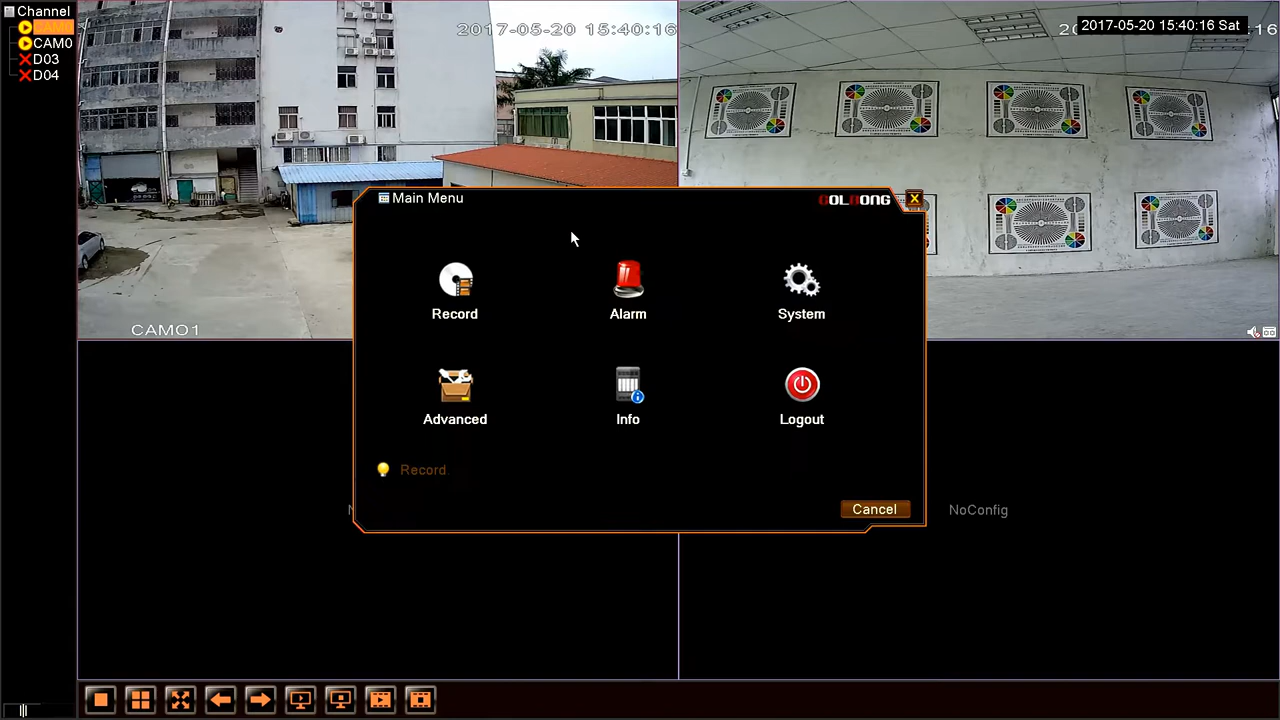 Channel
CAM0
D03
D04
2017-05-20 15:40:16
2017-05-20 15:40:16 Sat
:16
CAM01
Main Menu
Record
Alarm
System
Advanced
Info
Logout
Record
Cancel
NoConfig